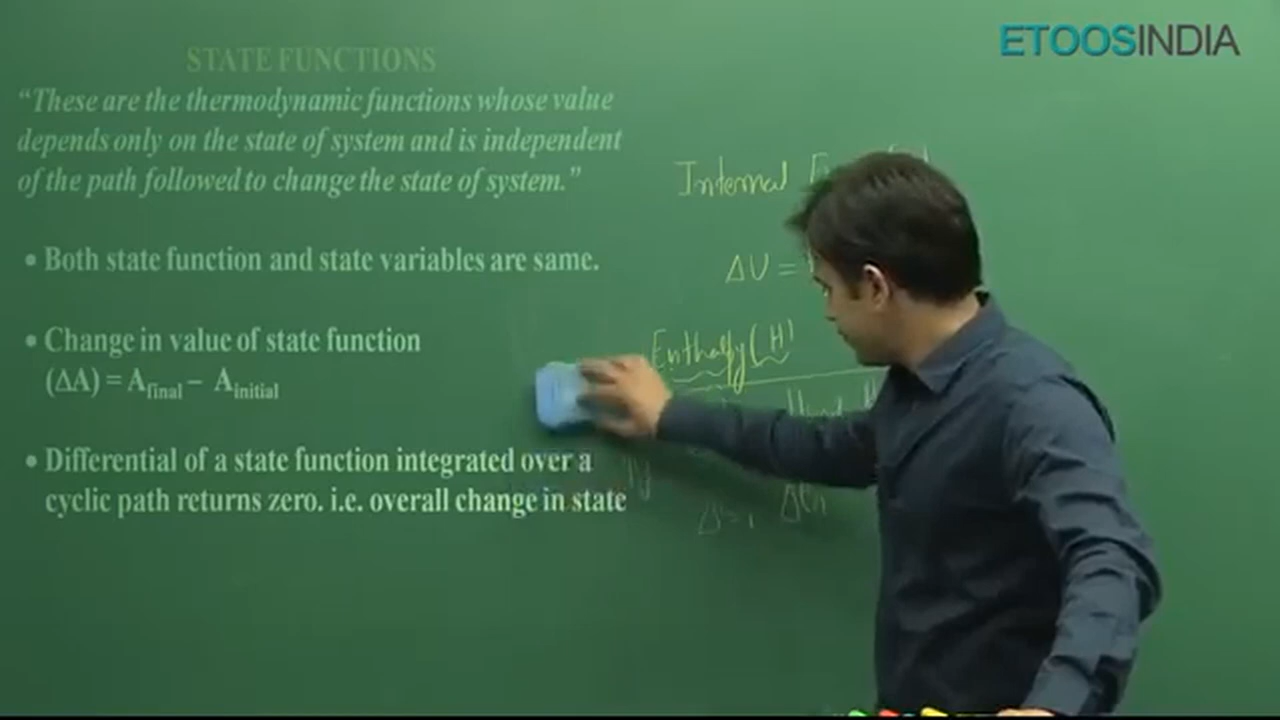 ETOOSINDIA
STATE FUNCTIONS
“These are the thermodynamic functions whose value
depends only on the state of system and is independent
of the path followed to change the state of system.”
• Both state function and state variables are same.
• Change in value of state function
(ΔA) = A_final – A_initial
• Differential of a state function integrated over a
cyclic path returns zero. i.e. overall change in state
Internal
ΔU =
Enthalpy (H)